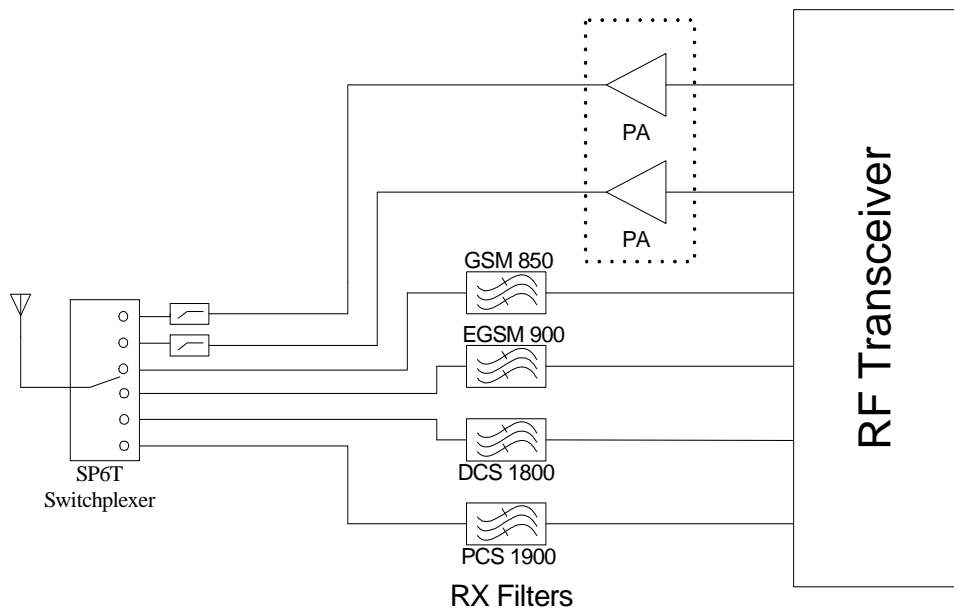 PA
PA
GSM 850
EGSM 900
DCS 1800
PCS 1900
RX Filters
SP6T
Switchplexer
RF Transceiver